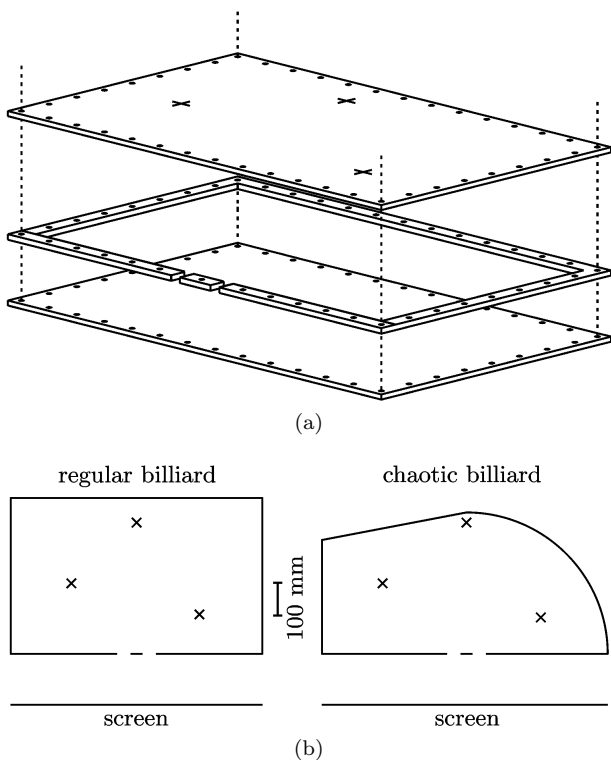 (a)
regular billiard
chaotic billiard
100 mm
screen
screen
(b)